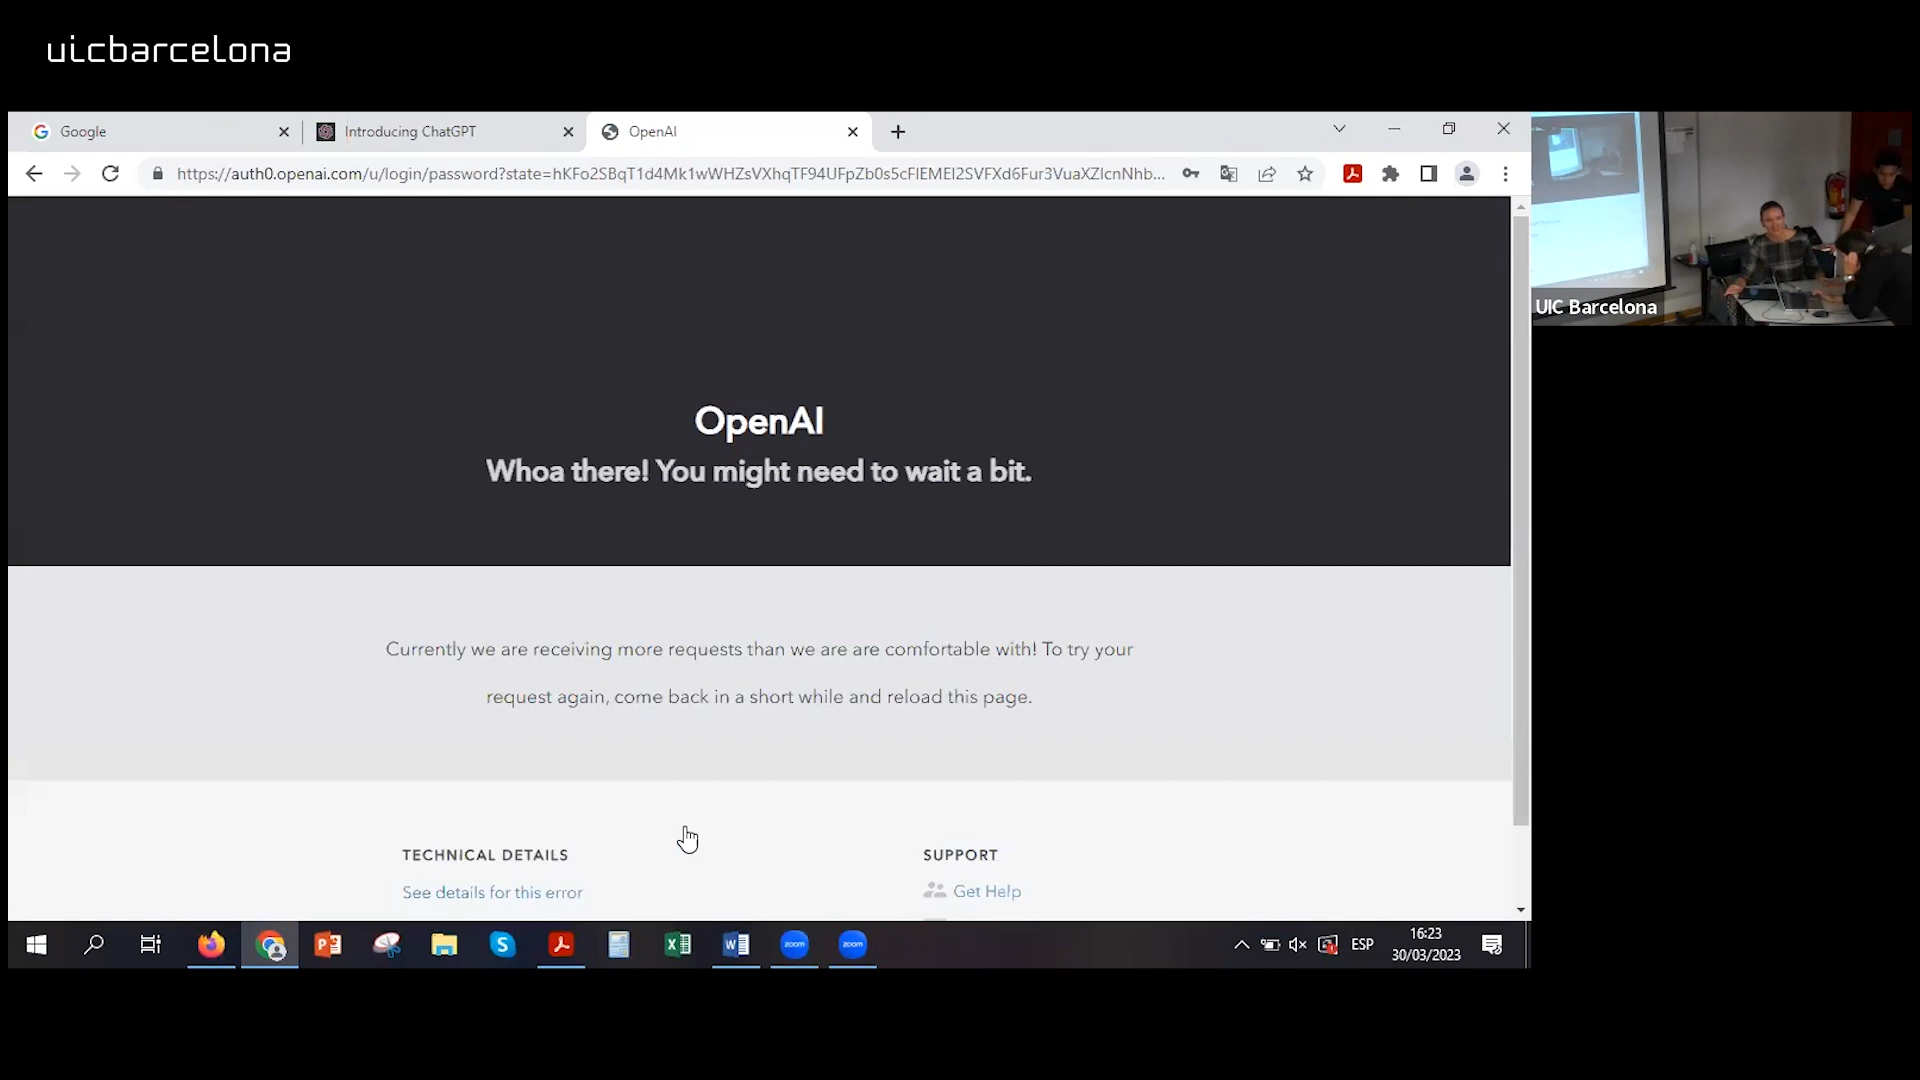 uicbarcelona
Google
Introducing ChatGPT
OpenAI
https://auth0.openai.com/u/login/password?state=hKFo2SBqT1d4Mk1wWHZsVXhqTF94UFpZb0s5cFlEMEl2SVFXd6Fur3VuaXZlcnNhb...
UIC Barcelona
OpenAI
Whoa there! You might need to wait a bit.
Currently we are receiving more requests than we are are comfortable with! To try your
request again, come back in a short while and reload this page.
TECHNICAL DETAILS
See details for this error
SUPPORT
Get Help
zoom
zoom
ESP
16:23
30/03/2023